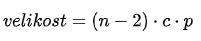 velikost = (n − 2) · c · p